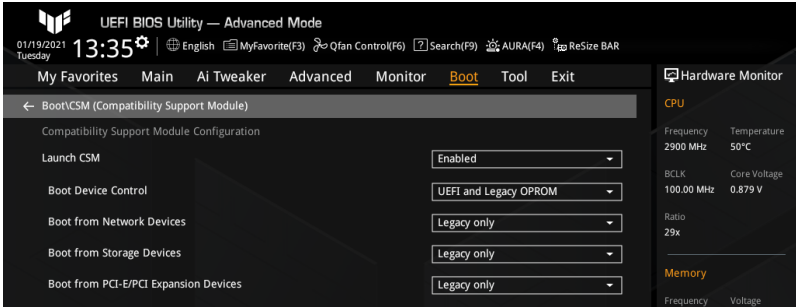 UEFI BIOS Utility — Advanced Mode
01/19/2021 Tuesday 13:35 English MyFavorite(F3) Qfan Control(F6) ? Search(F9) AURA(F4) ReSize BAR
My Favorites Main Ai Tweaker Advanced Monitor Boot Tool Exit
Hardware Monitor
← Boot\CSM (Compatibility Support Module)
Compatibility Support Module Configuration
Launch CSM Enabled
Boot Device Control UEFI and Legacy OPROM
Boot from Network Devices Legacy only
Boot from Storage Devices Legacy only
Boot from PCI-E/PCI Expansion Devices Legacy only
CPU
Frequency Temperature
2900 MHz 50°C
BCLK Core Voltage
100.00 MHz 0.879 V
Ratio
29x
Memory
Frequency Voltage